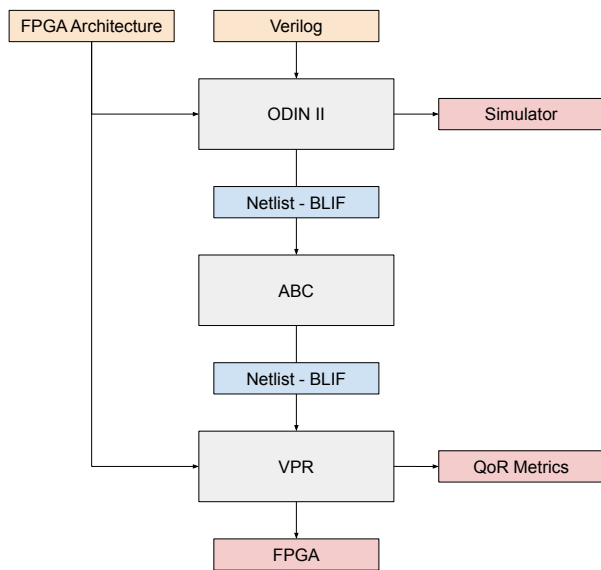 FPGA Architecture
Verilog
ODIN II
Simulator
Netlist - BLIF
ABC
Netlist - BLIF
VPR
QoR Metrics
FPGA